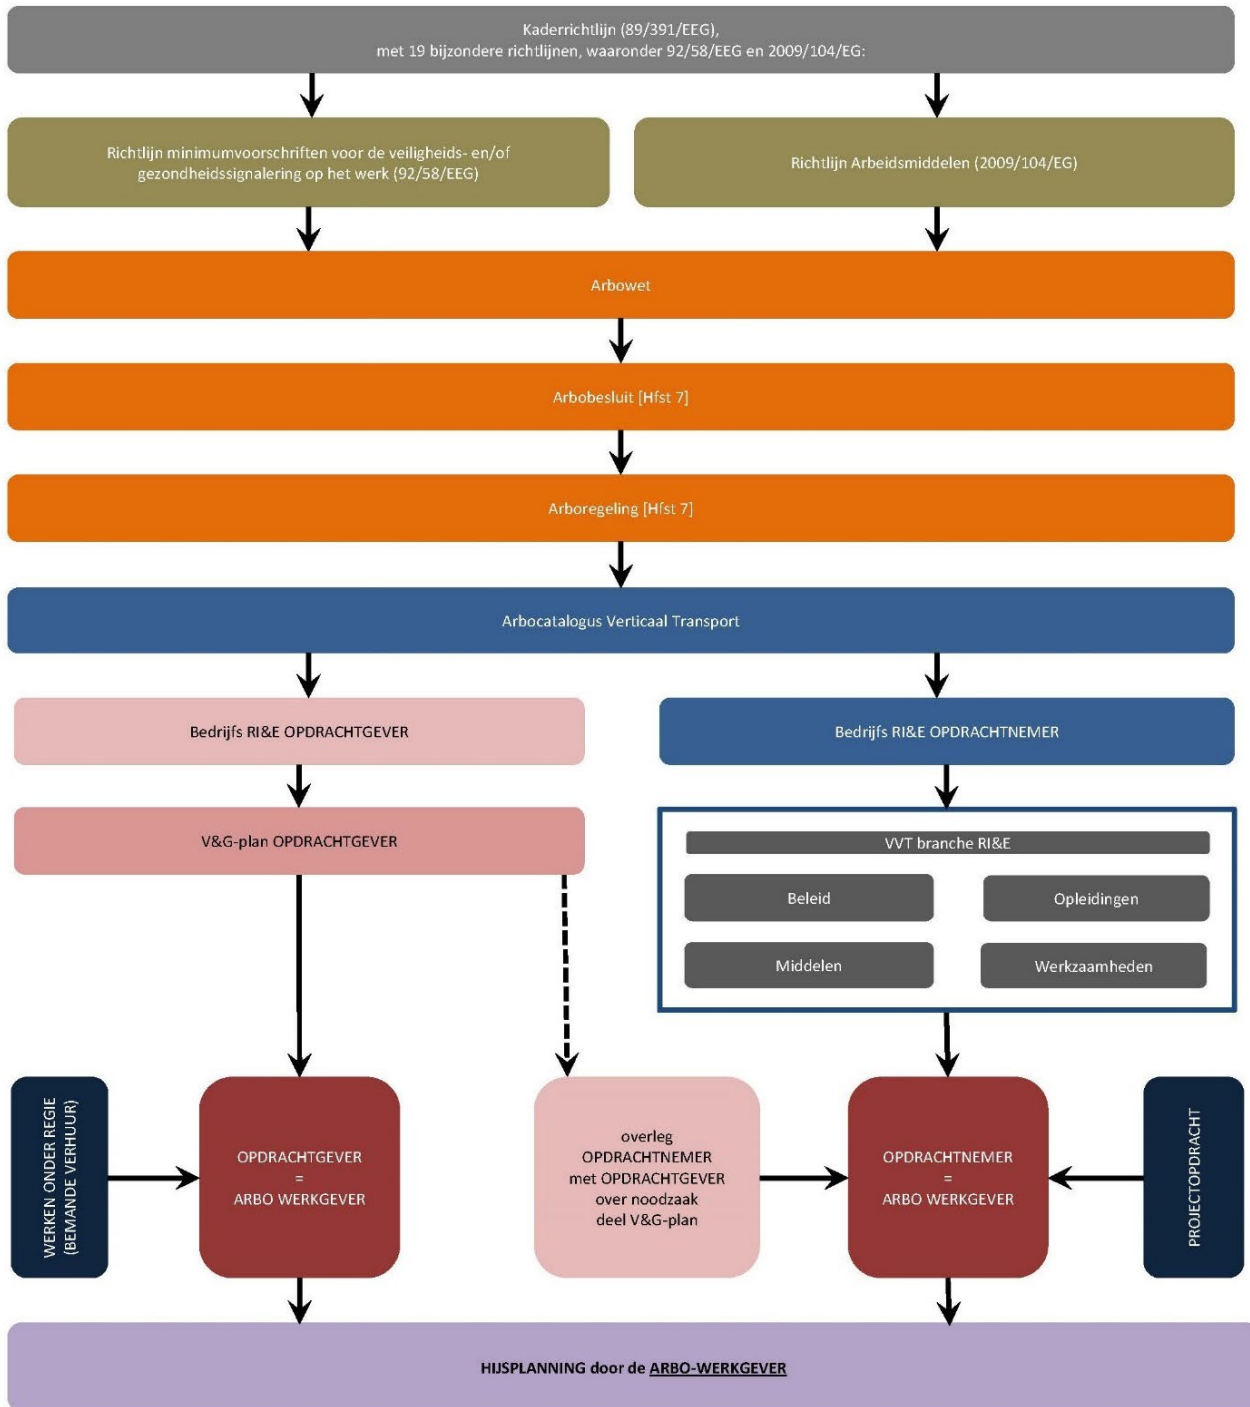 Kaderrichtlijn (89/391/EEG),
met 19 bijzondere richtlijnen, waaronder 92/58/EEG en 2009/104/EG:
Richtlijn minimumvoorschriften voor de veiligheids- en/of
gezondheidssignalering op het werk (92/58/EEG)
Richtlijn Arbeidsmiddelen (2009/104/EG)
Arbowet
Arbobesluit [Hfst 7]
Arboregeling [Hfst 7]
Arbocatalogus Verticaal Transport
Bedrijfs RI&E OPDRACHTGEVER
Bedrijfs RI&E OPDRACHTNEMER
V&G-plan OPDRACHTGEVER
VVT branche RI&E
Beleid
Opleidingen
Middelen
Werkzaamheden
WERKEN ONDER REGIE
(BEMANDE VERHUUR)
OPDRACHTGEVER
=
ARBO WERKGEVER
overleg
OPDRACHTNEMER
met OPDRACHTGEVER
over noodzaak
deel V&G-plan
OPDRACHTNEMER
=
ARBO WERKGEVER
PROJECTOPDRACHT
HIJSPLANNING door de ARBO-WERKGEVER